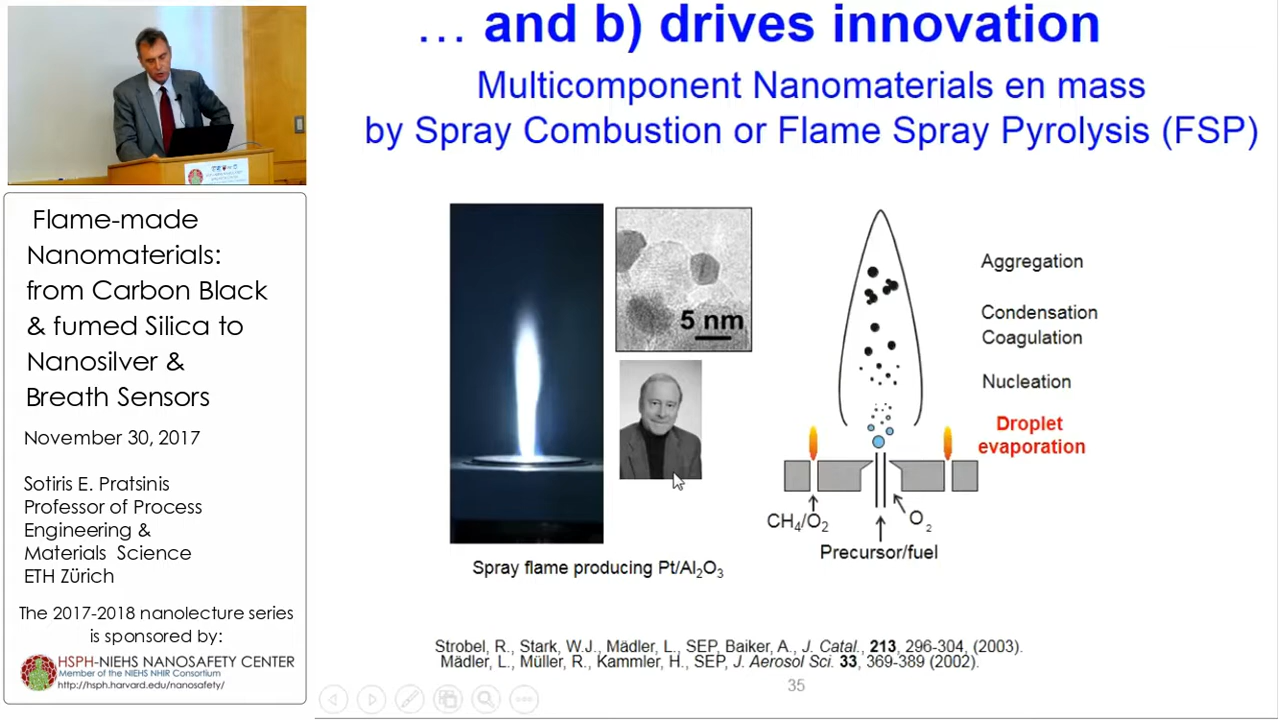 … and b) drives innovation
Multicomponent Nanomaterials en mass
by Spray Combustion or Flame Spray Pyrolysis (FSP)
Flame-made
Nanomaterials:
from Carbon Black
& fumed Silica to
Nanosilver &
Breath Sensors
November 30, 2017
Sotiris E. Pratsinis
Professor of Process
Engineering &
Materials Science
ETH Zürich
The 2017-2018 nanolecture series
is sponsored by:
HSPH-NIEHS NANOSAFETY CENTER
Member of the NIEHS NHIR Consortium
http://hsph.harvard.edu/nanosafety/
5 nm
Spray flame producing Pt/Al₂O₃
Aggregation
Condensation
Coagulation
Nucleation
Droplet
evaporation
CH₄/O₂
O₂
Precursor/fuel
Strobel, R., Stark, W.J., Mädler, L., SEP, Baiker, A., J. Catal., 213, 296-304, (2003).
Mädler, L., Müller, R., Kammler, H., SEP, J. Aerosol Sci. 33, 369-389 (2002).
35